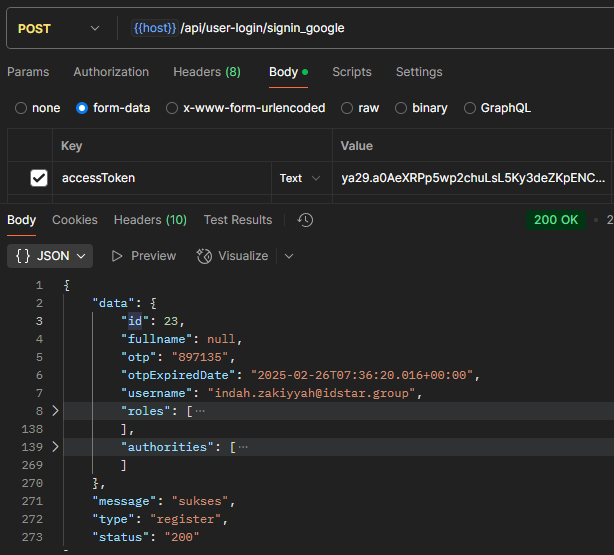 POST {{host}} /api/user-login/signin_google
Params Authorization Headers (8) Body Scripts Settings
none form-data x-www-form-urlencoded raw binary GraphQL
Key Value
accessToken Text ya29.a0AeXRPp5wp2chuLsL5Ky3deZKpENC...
Body Cookies Headers (10) Test Results 200 OK • 2
{ } JSON Preview Visualize
1 {
2 "data": {
3 "id": 23,
4 "fullname": null,
5 "otp": "897135",
6 "otpExpiredDate": "2025-02-26T07:36:20.016+00:00",
7 "username": "indah.zakiyyah@idstar.group",
8 "roles": [ ...
138 ],
139 "authorities": [ ...
269 ]
270 },
271 "message": "sukses",
272 "type": "register",
273 "status": "200"